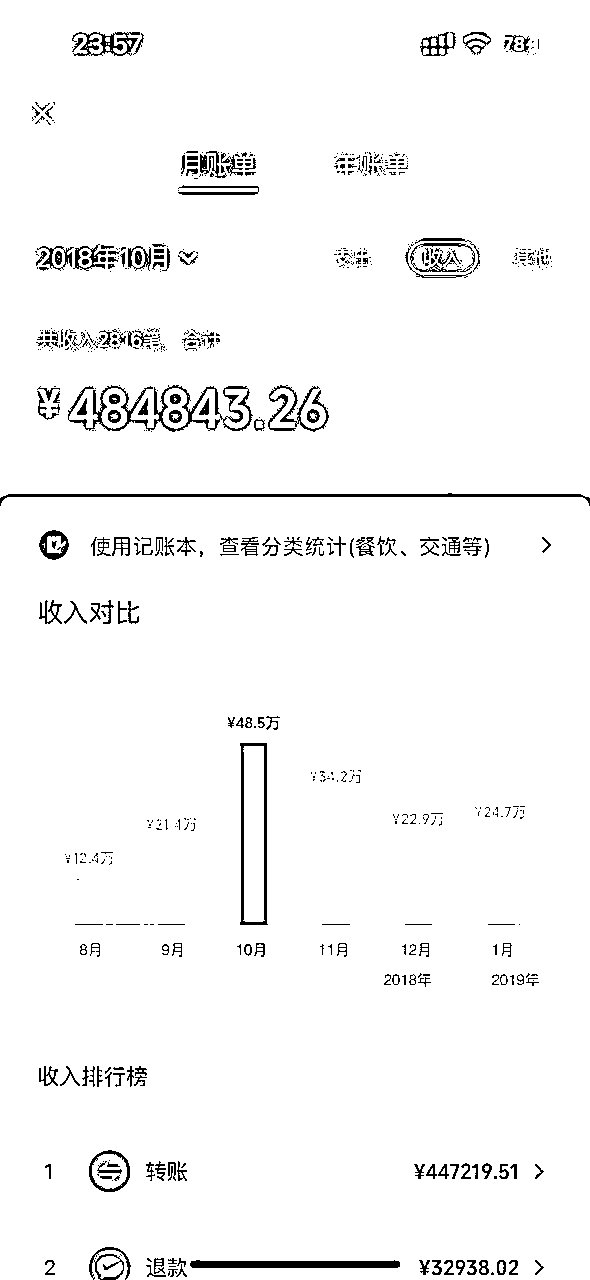 23:57
78
月账单 年账单
2018年10月 支出 收入 其他
共收入2816笔，合计
¥484843.26
使用记账本，查看分类统计(餐饮、交通等)
收入对比
¥48.5万
¥34.2万
¥24.7万
¥22.9万
¥21.4万
¥12.4万
8月 9月 10月 11月 12月 1月
2018年 2019年
收入排行榜
1 转账 ¥447219.51
2 退款 ¥32938.02